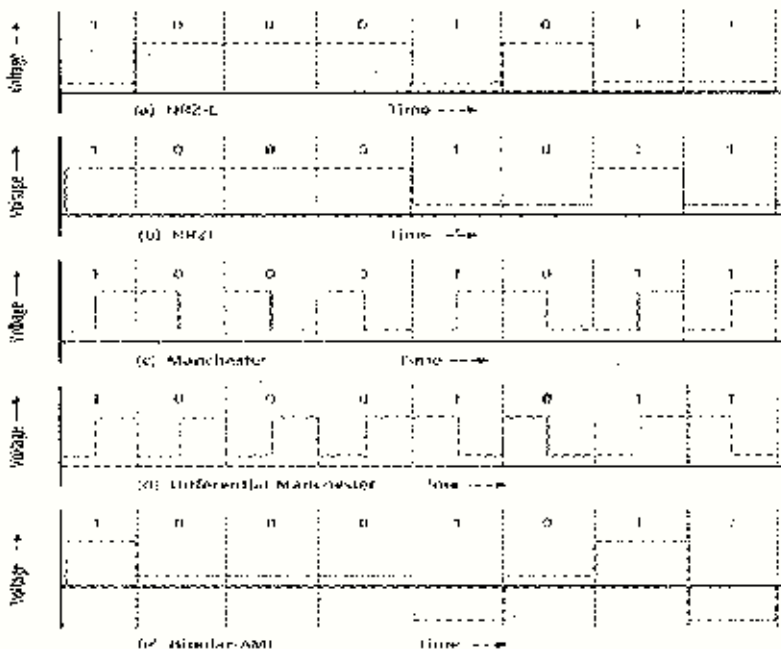 Voltage
1 0 0 0 1 0 1 1
(a) NRZ-L Time
Voltage
1 0 0 0 1 0 1 1
(b) NRZI Time
Voltage
1 0 0 0 1 0 1 1
(c) Manchester Time
Voltage
1 0 0 0 1 0 1 1
(d) Differential Manchester Time
Voltage
1 0 0 0 1 0 1
Bipolar-AMI Time